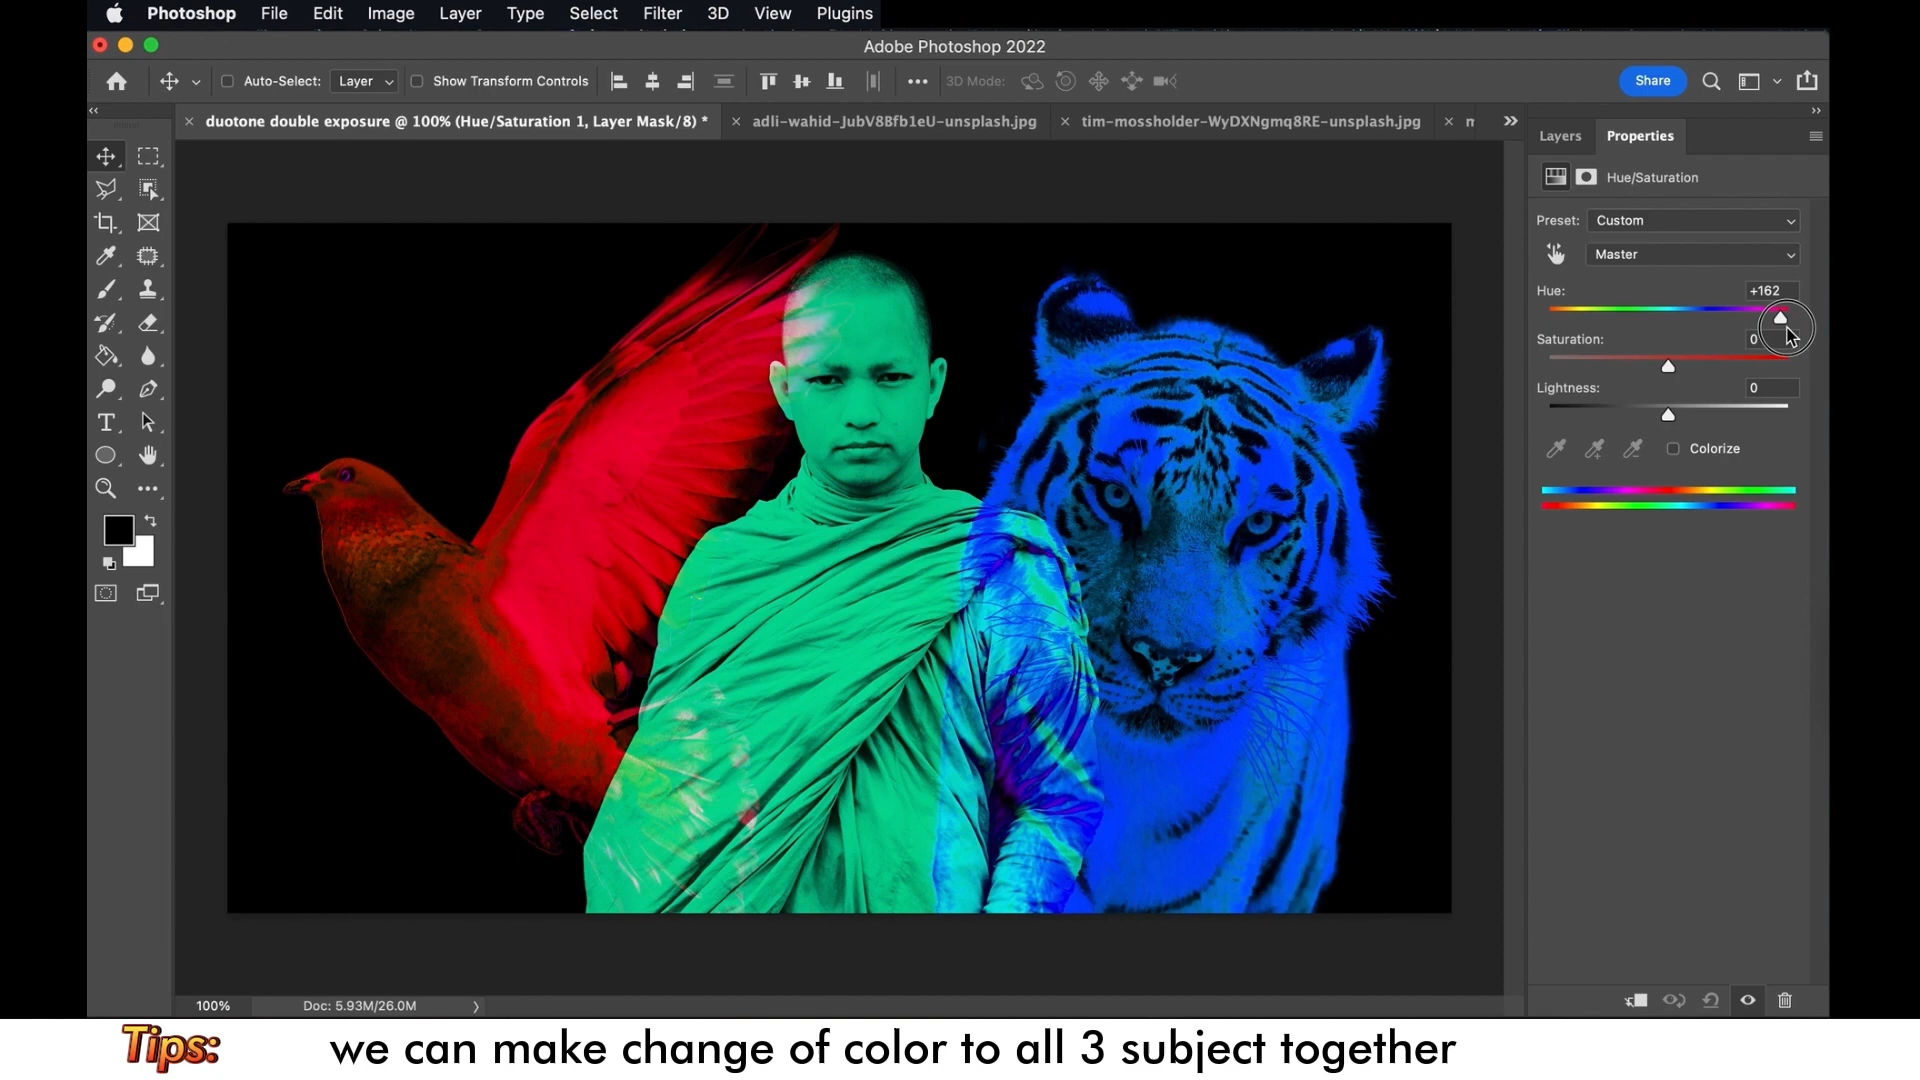 Photoshop File Edit Image Layer Type Select Filter 3D View Plugins
Adobe Photoshop 2022
Auto-Select: Layer Show Transform Controls 3D Mode: Share
duotone double exposure @ 100% (Hue/Saturation 1, Layer Mask/8) * adli-wahid-JubV8Bfb1eU-unsplash.jpg tim-mossholder-WyDXNgmq8RE-unsplash.jpg
Layers Properties
Hue/Saturation
Preset: Custom
Master
Hue: +162
Saturation: 0
Lightness: 0
Colorize
100% Doc: 5.93M/26.0M
Tips: we can make change of color to all 3 subject together